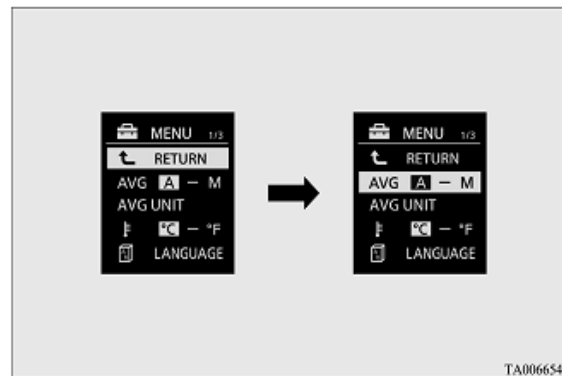 MENU 1/3
RETURN
AVG A – M
AVG UNIT
°C – °F
LANGUAGE
MENU 1/3
RETURN
AVG A – M
AVG UNIT
°C – °F
LANGUAGE
TA006654